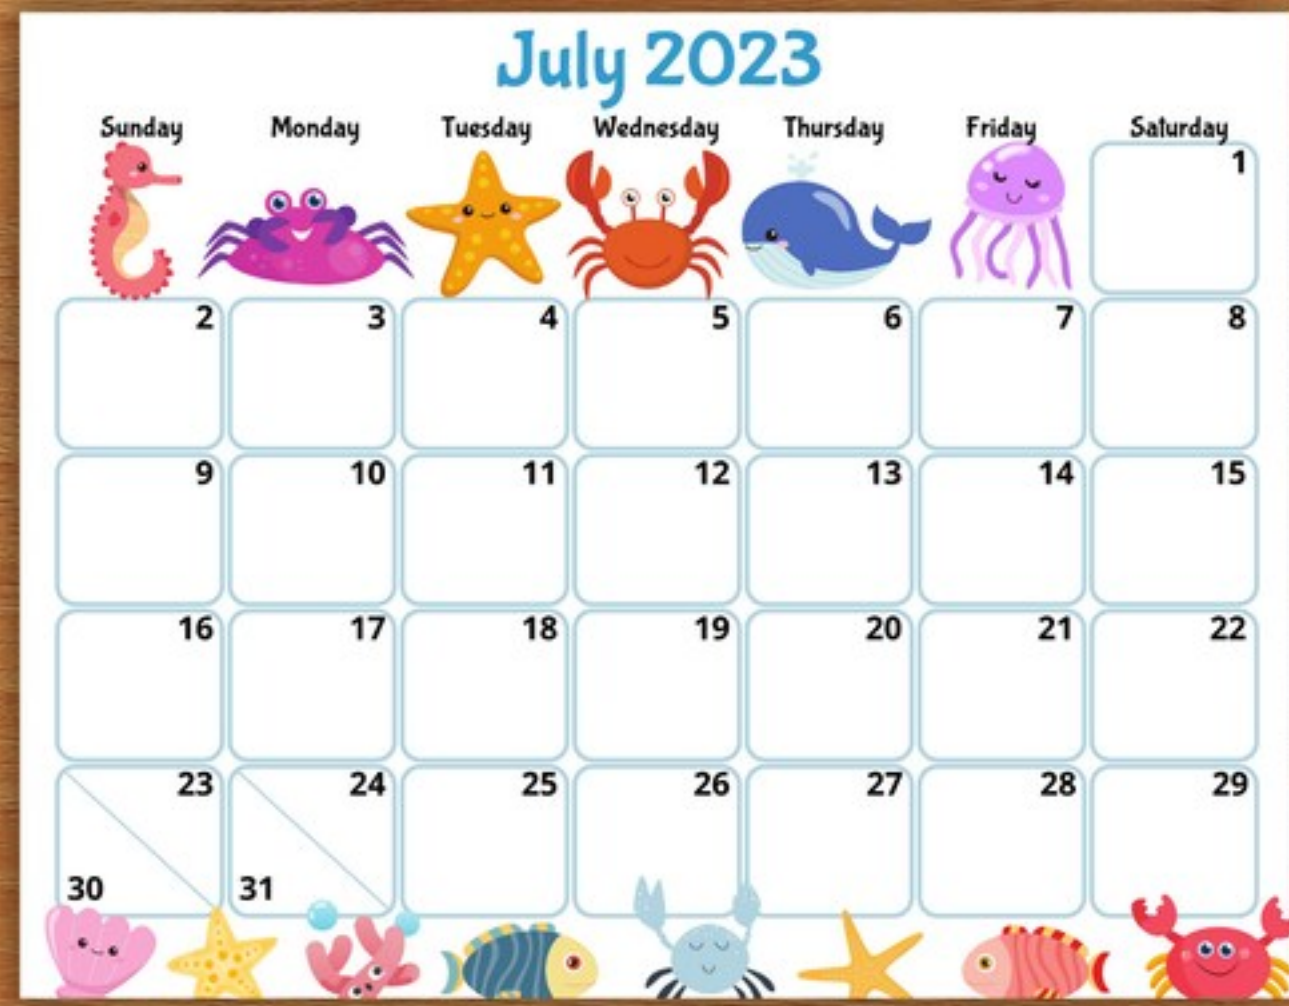 July 2023
Sunday Monday Tuesday Wednesday Thursday Friday Saturday
1
2 3 4 5 6 7 8
9 10 11 12 13 14 15
16 17 18 19 20 21 22
23 24 25 26 27 28 29
30 31